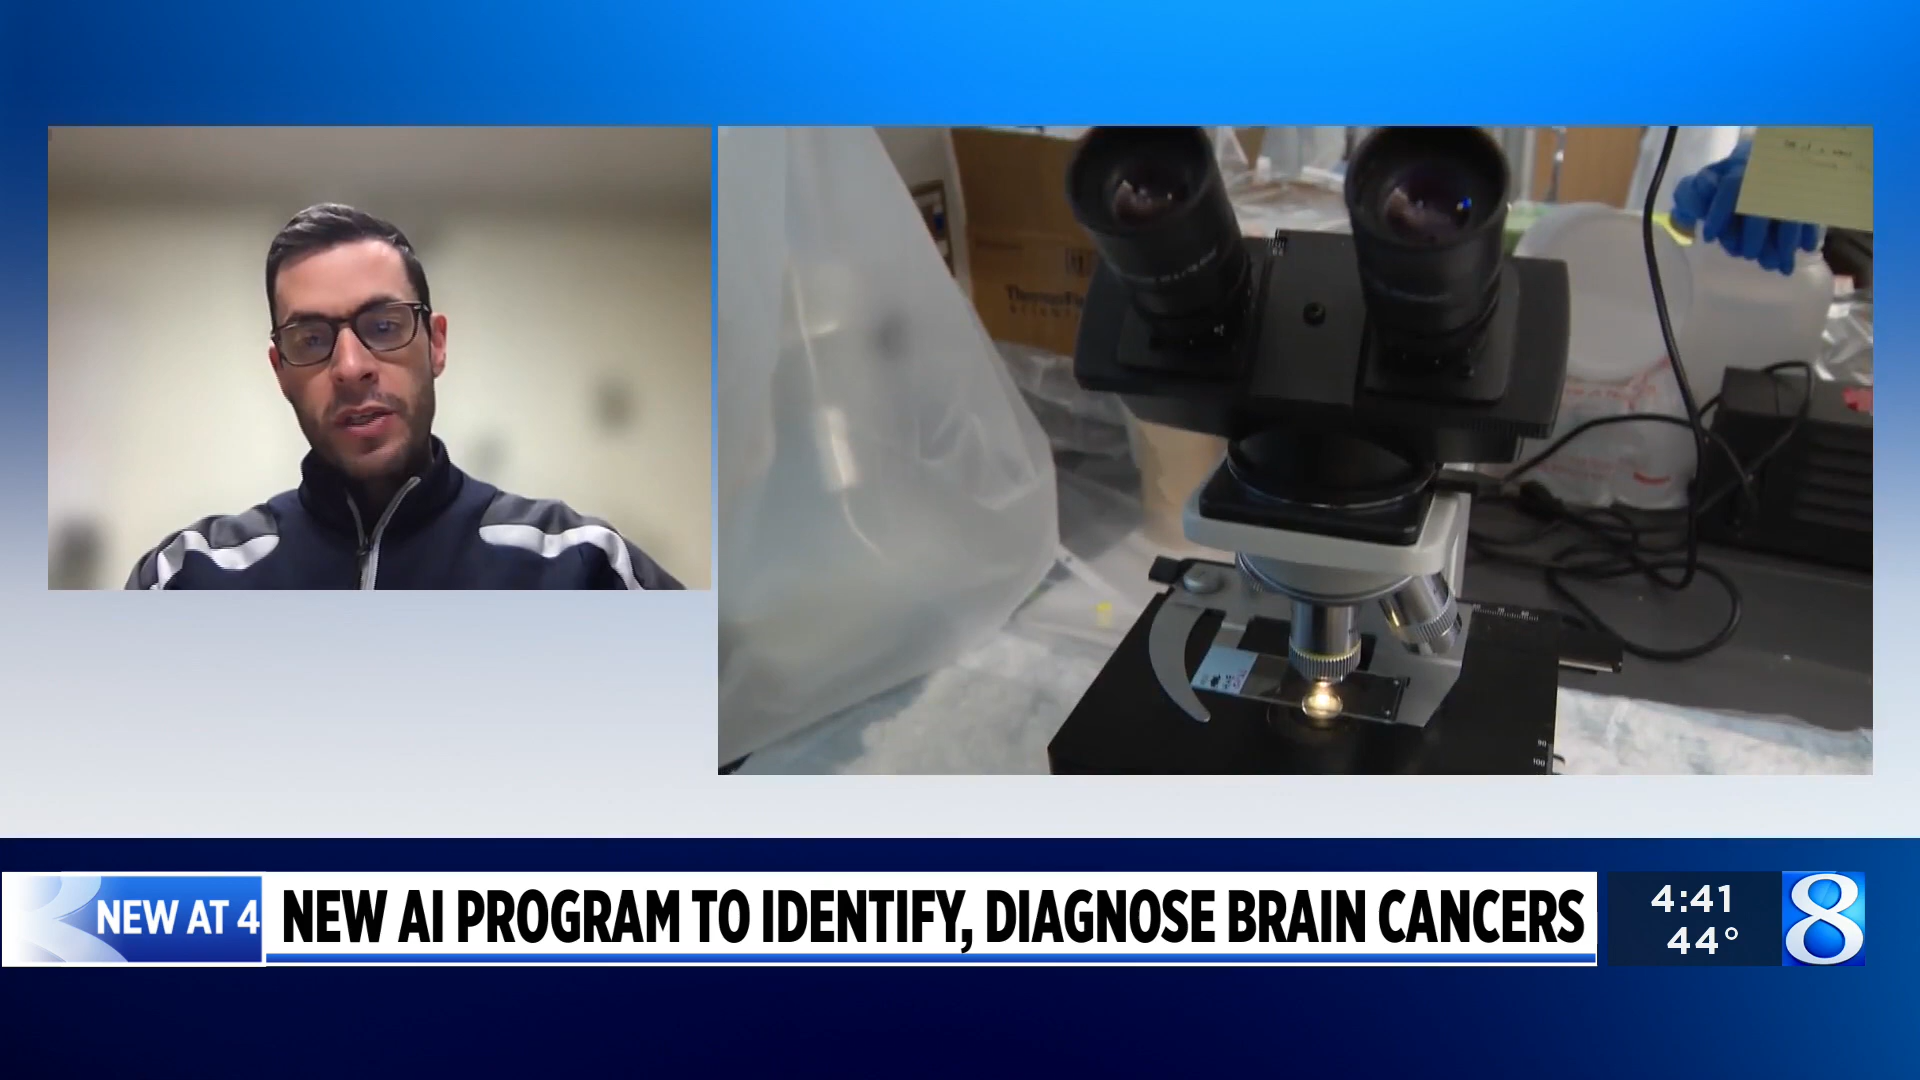 NEW AT 4
NEW AI PROGRAM TO IDENTIFY, DIAGNOSE BRAIN CANCERS
4:41
44°
8